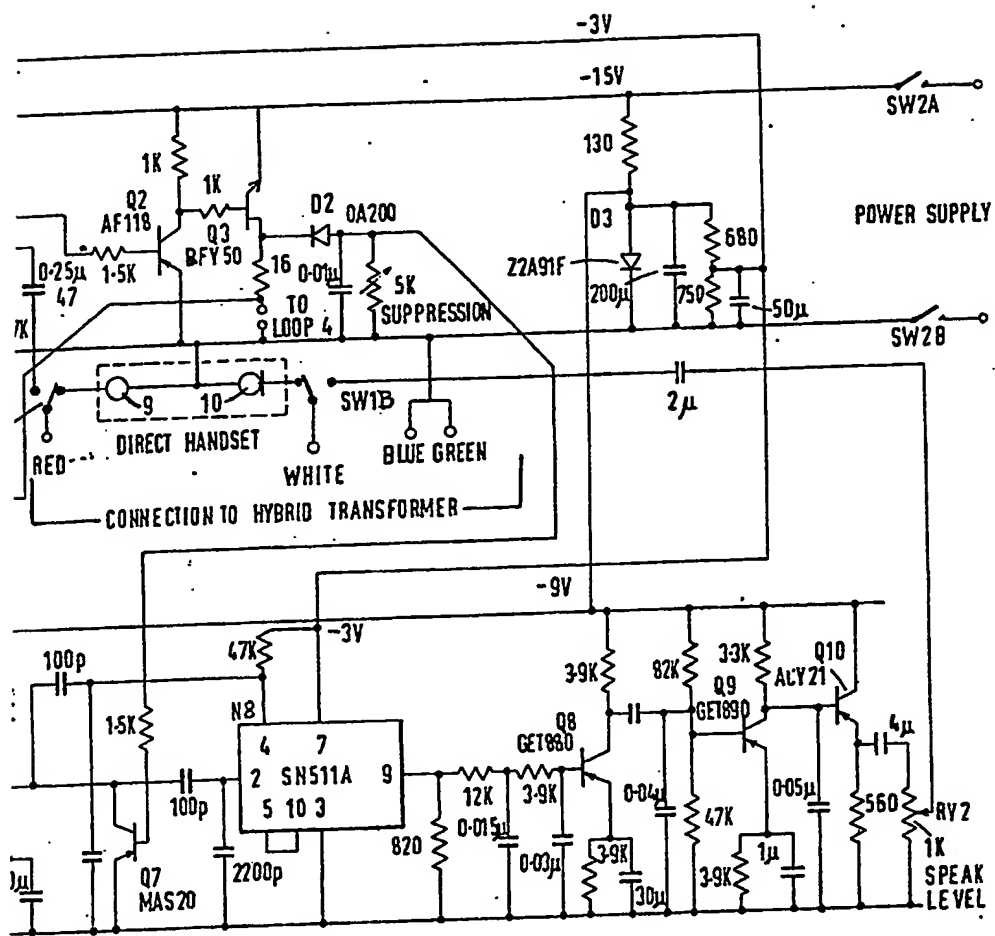 -3V
-15V
SW2A
1K
130
Q2
AF118
1K
D2
OA200
D3
POWER SUPPLY
Q3
BFY50
680
0·25μ
47
1·5K
16
0·01μ
5K
SUPPRESSION
Z2A91F
200μ
750
50μ
7K
TO
LOOP 4
SW2B
9
10
SW1B
2μ
DIRECT HANDSET
RED
WHITE
BLUE GREEN
CONNECTION TO HYBRID TRANSFORMER
-9V
-3V
100p
47K
3·9K
82K
3·3K
Q10
ACY21
Q9
GET890
N8
1·5K
Q8
GET880
4μ
4 7
2 SN511A 9
5 10 3
100p
12K
3·9K
0·04μ
47K
0·05μ
560
RV2
1K
SPEAK
LEVEL
820
0·015μ
0·03μ
3·9K
30μ
3·9K
1μ
2200p
0μ
Q7
MAS20